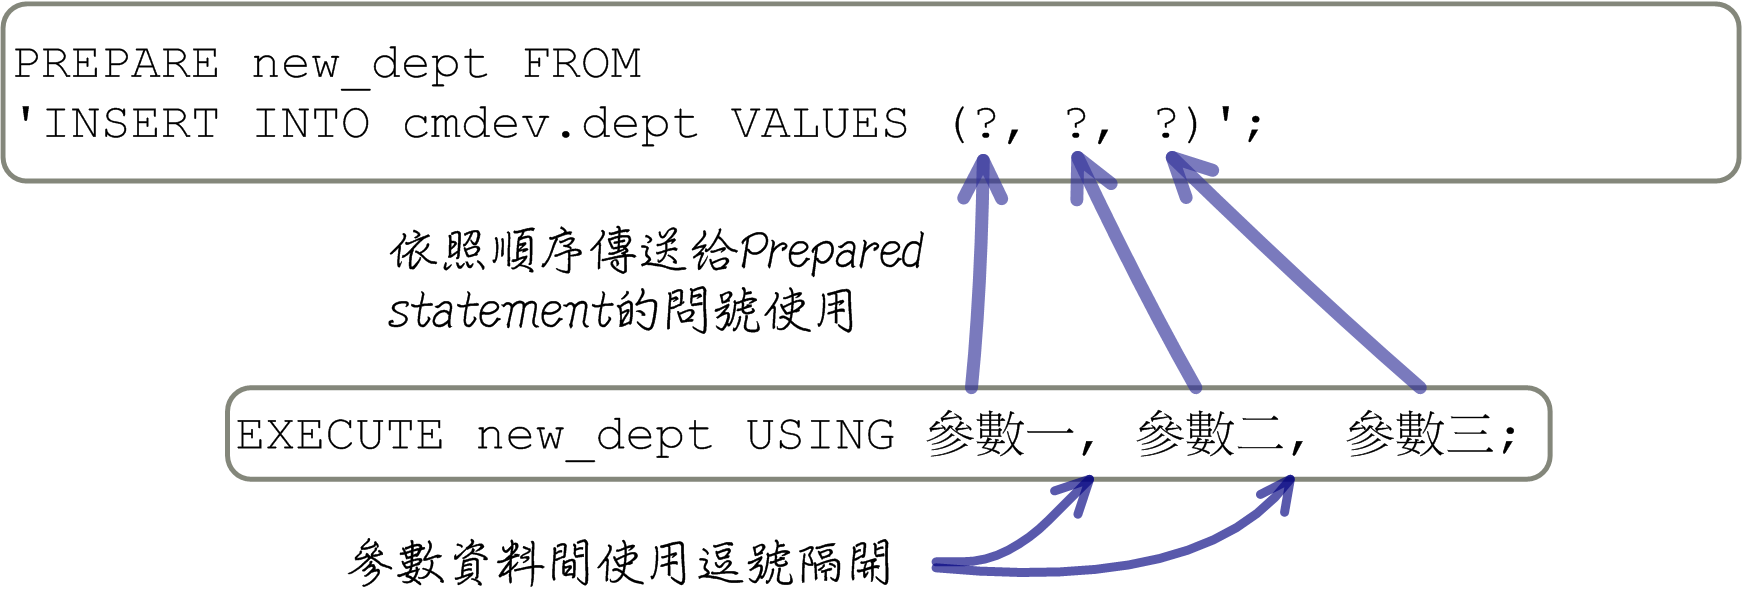 PREPARE new_dept FROM
'INSERT INTO cmdev.dept VALUES (?, ?, ?)';
依照順序傳送給Prepared
statement的問號使用
EXECUTE new_dept USING 參數一, 參數二, 參數三;
參數資料間使用逗號隔開